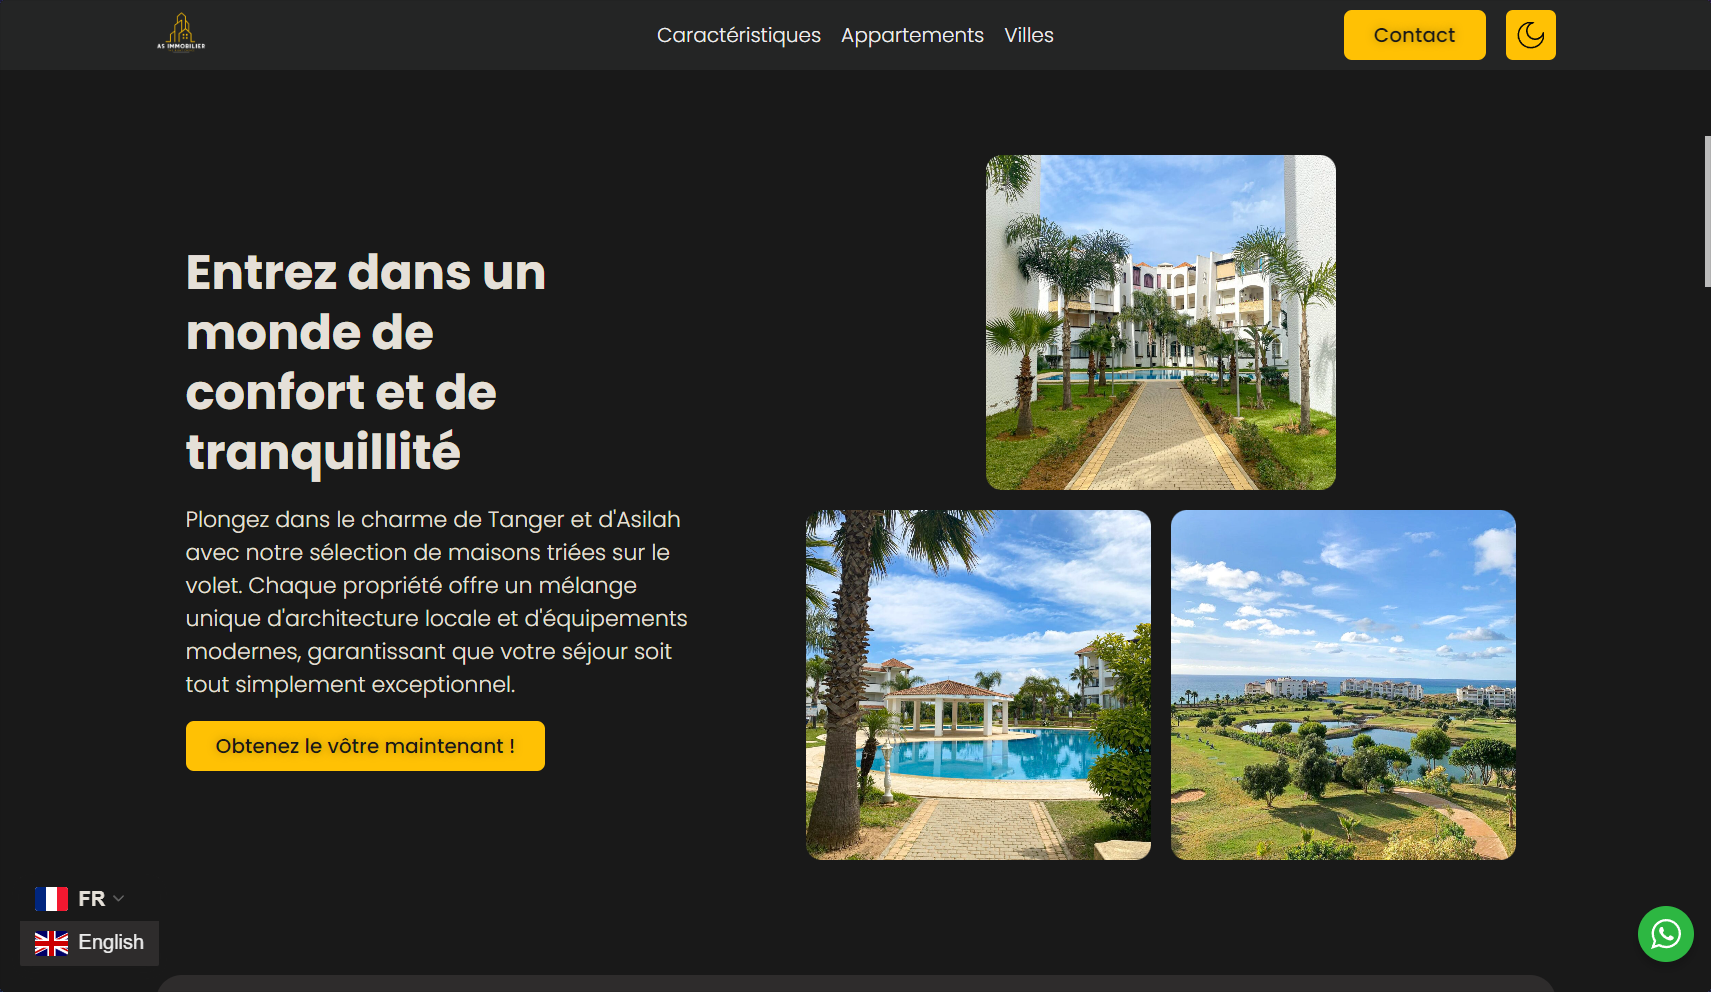 AS IMMOBILIER
Caractéristiques Appartements Villes
Contact
Entrez dans un
monde de
confort et de
tranquillité
Plongez dans le charme de Tanger et d'Asilah
avec notre sélection de maisons triées sur le
volet. Chaque propriété offre un mélange
unique d'architecture locale et d'équipements
modernes, garantissant que votre séjour soit
tout simplement exceptionnel.
Obtenez le vôtre maintenant !
FR
English